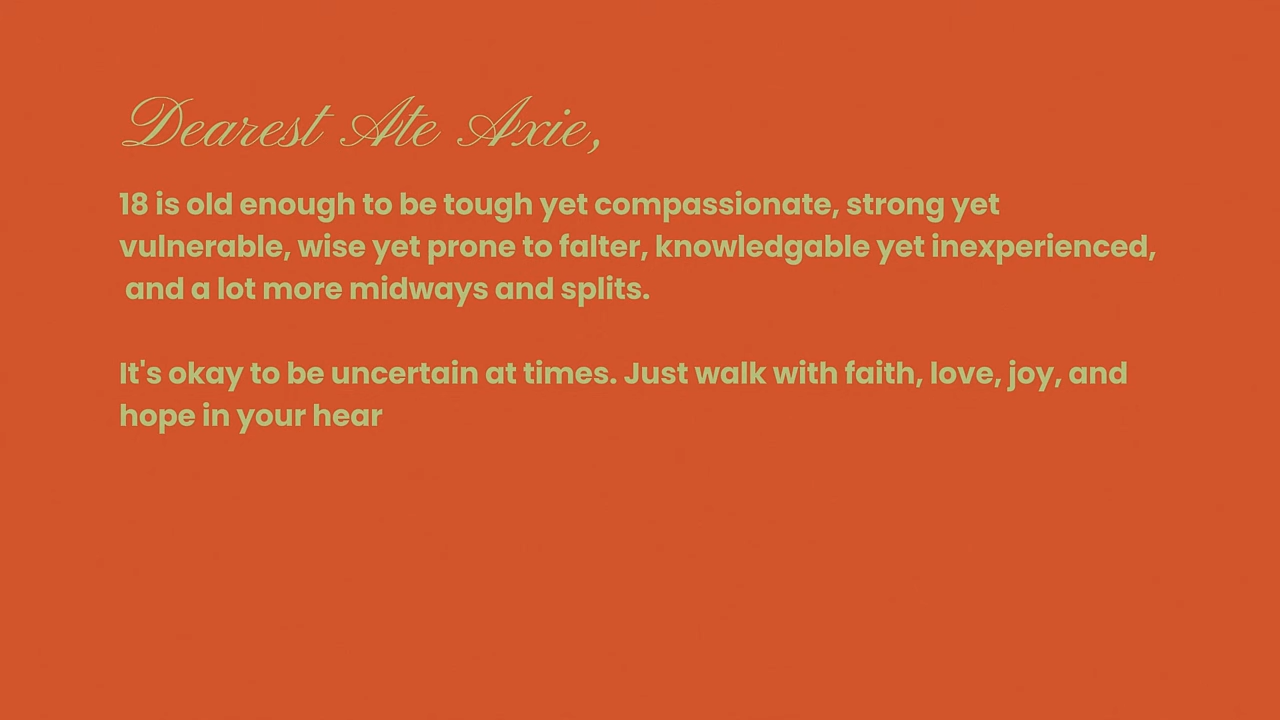 Dearest Ate Axie,
18 is old enough to be tough yet compassionate, strong yet
vulnerable, wise yet prone to falter, knowledgable yet inexperienced,
and a lot more midways and splits.
It's okay to be uncertain at times. Just walk with faith, love, joy, and
hope in your hear